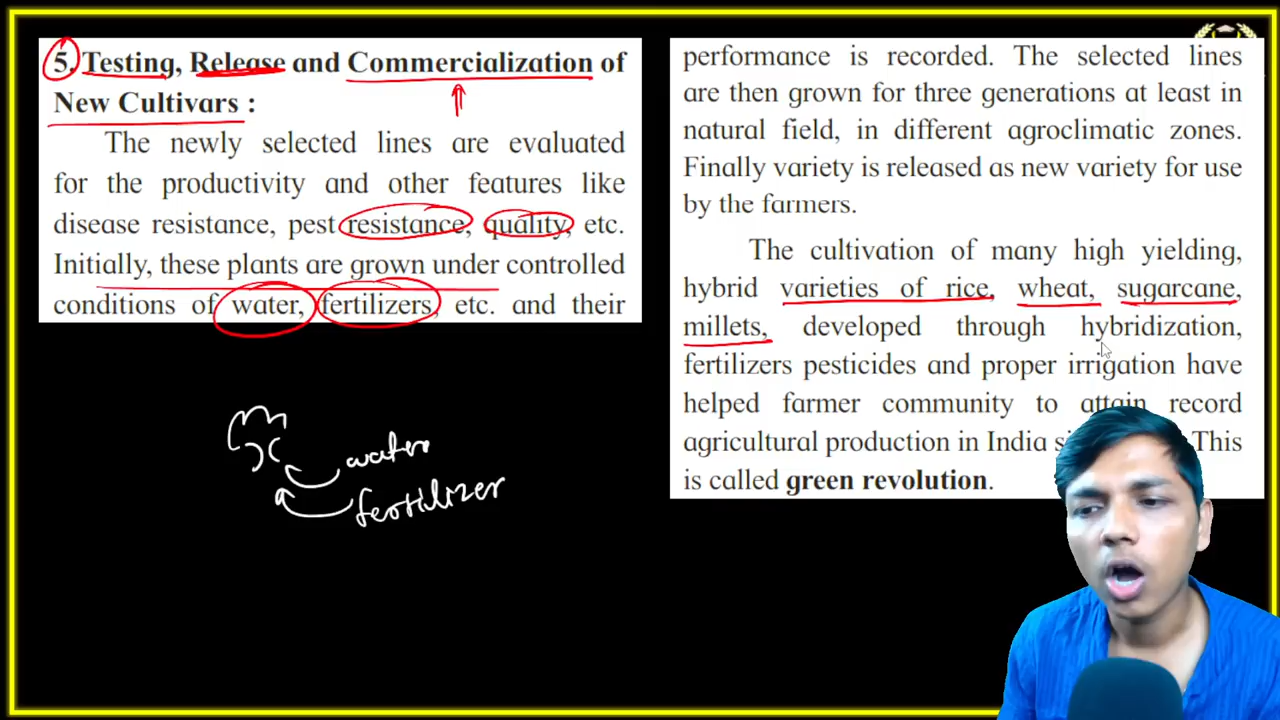 5. Testing, Release and Commercialization of
New Cultivars :
The newly selected lines are evaluated
for the productivity and other features like
disease resistance, pest resistance, quality, etc.
Initially, these plants are grown under controlled
conditions of water, fertilizers, etc. and their
water
fertilizer
performance is recorded. The selected lines
are then grown for three generations at least in
natural field, in different agroclimatic zones.
Finally variety is released as new variety for use
by the farmers.
The cultivation of many high yielding,
hybrid varieties of rice, wheat, sugarcane,
millets, developed through hybridization,
fertilizers pesticides and proper irrigation have
helped farmer community to attain record
agricultural production in India This
is called green revolution.